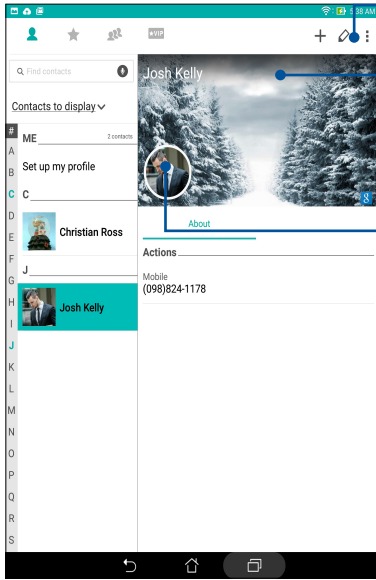 5:38 AM
VIP
Find contacts
Josh Kelly
Contacts to display
#
ME
2 contacts
A
B
Set up my profile
C
C
D
About
E
Christian Ross
F
Actions
J
G
Mobile
(098)824-1178
H
Josh Kelly
I
J
K
L
M
N
O
P
Q
R
S
8